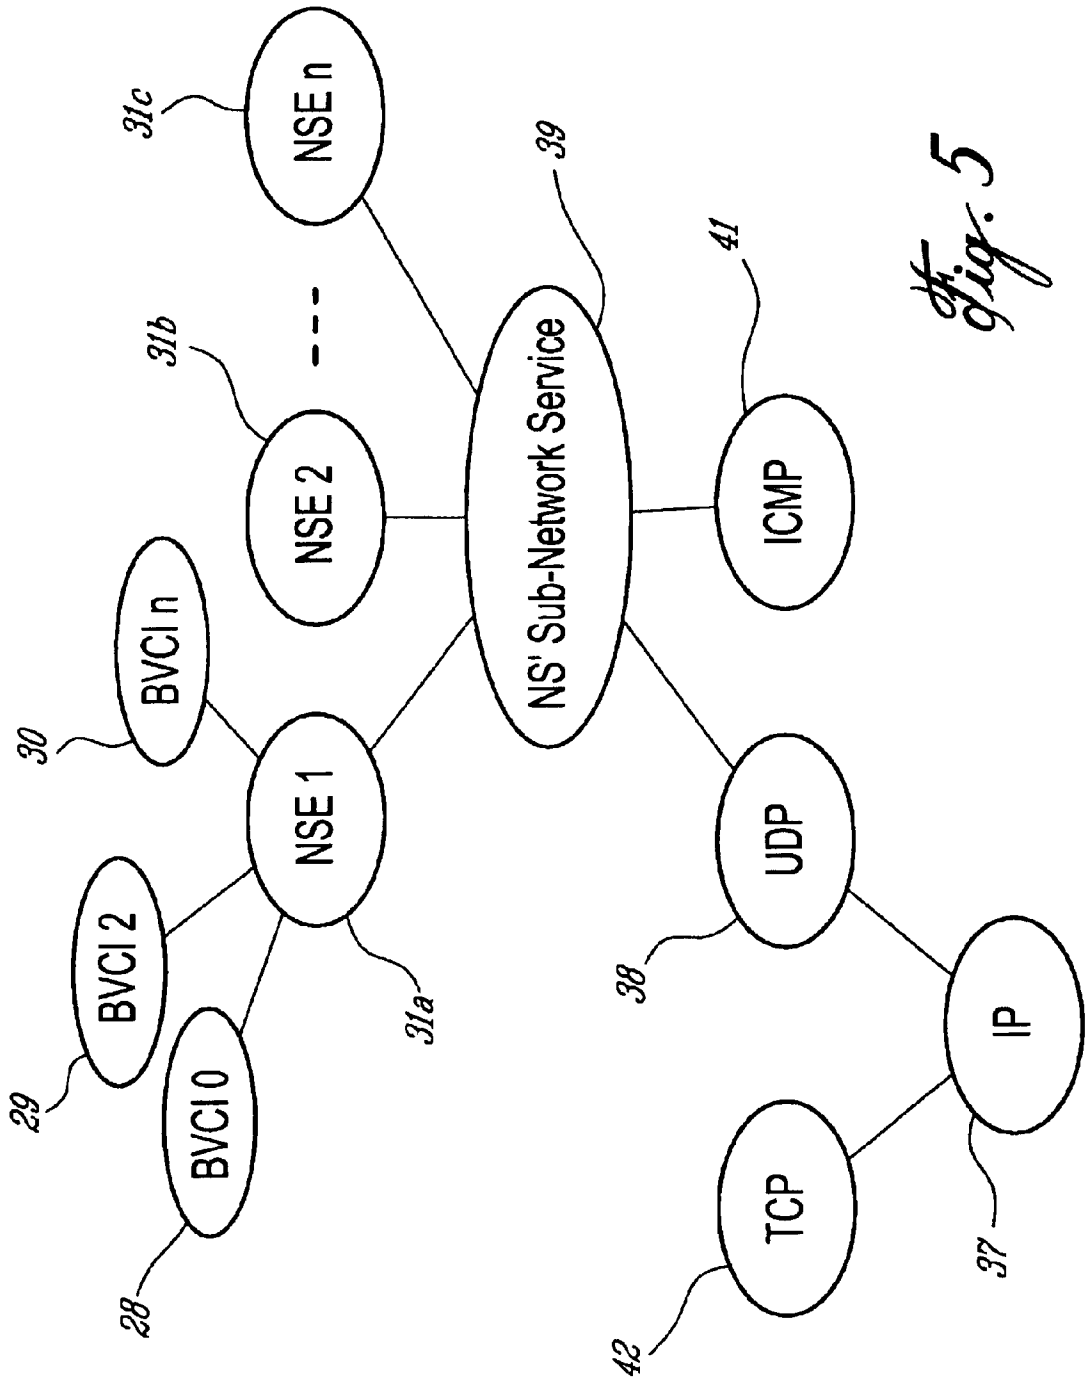 29
30
BVCI 2
28
31c
BVCI n
31b
BVCI 0
NSE 1
NSE 2
---
NSE n
31a
NS' Sub-Network Service
39
42
41
TCP
UDP
ICMP
38
Fig. 5
37
IP